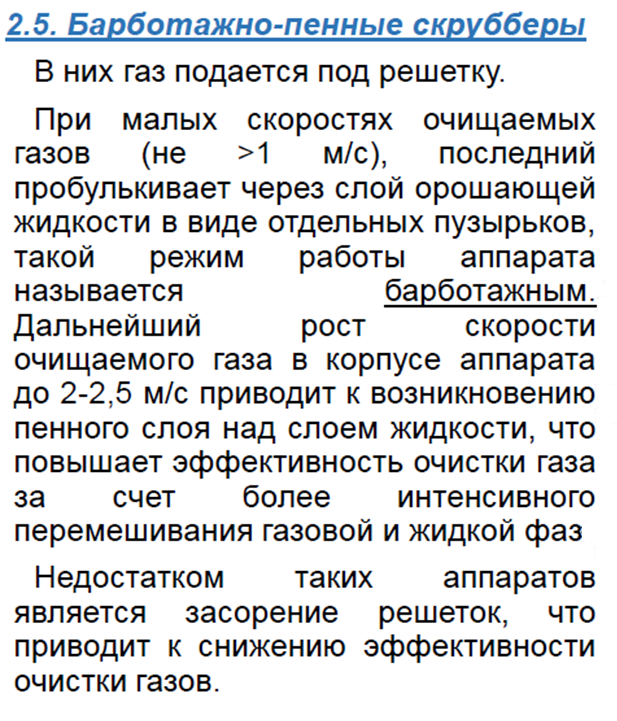 2.5. Барботажно-пенные скрубберы
В них газ подается под решетку.
При малых скоростях очищаемых
газов (не >1 м/с), последний
пробулькивает через слой орошающей
жидкости в виде отдельных пузырьков,
такой режим работы аппарата
называется барботажным.
Дальнейший рост скорости
очищаемого газа в корпусе аппарата
до 2-2,5 м/с приводит к возникновению
пенного слоя над слоем жидкости, что
повышает эффективность очистки газа
за счет более интенсивного
перемешивания газовой и жидкой фаз
Недостатком таких аппаратов
является засорение решеток, что
приводит к снижению эффективности
очистки газов.